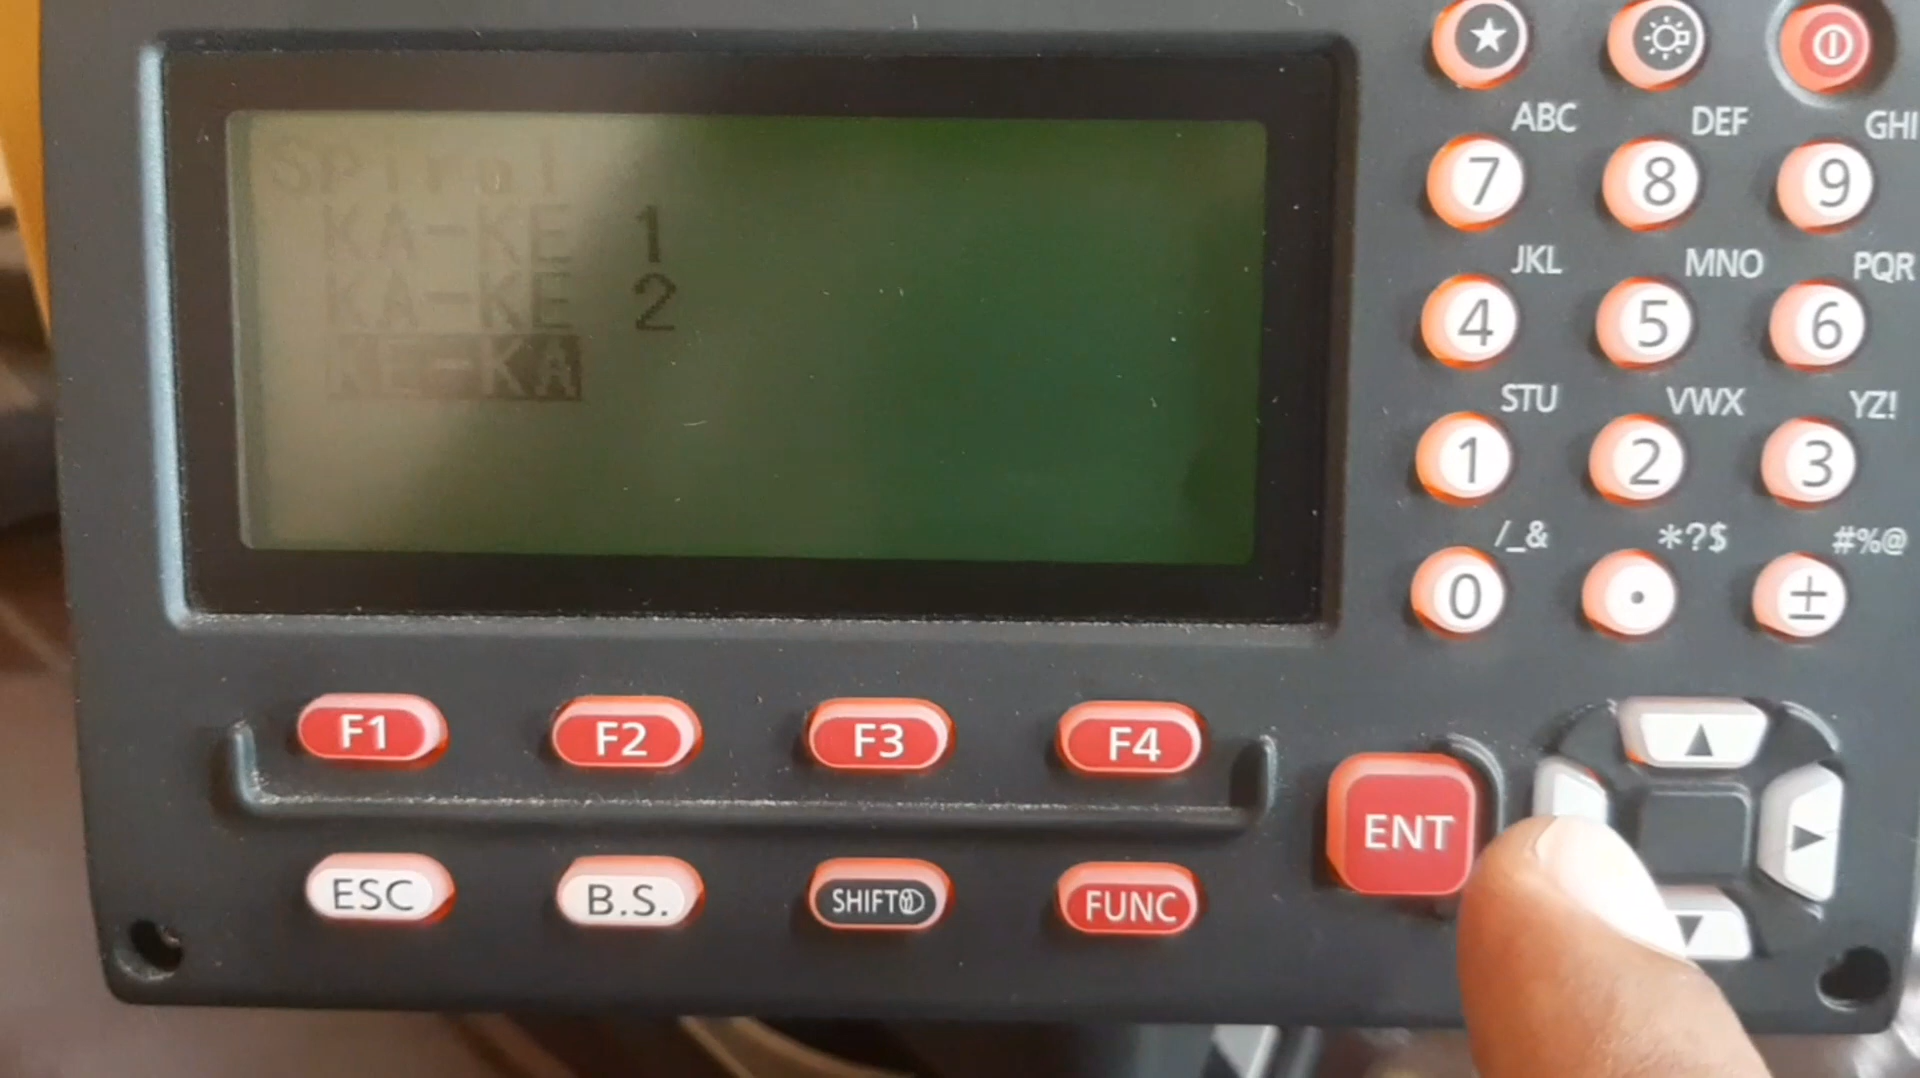 Spiral
KA-KE 1
KA-KE 2
KE-KA
ABC DEF GHI
7 8 9
JKL MNO PQR
4 5 6
STU VWX YZ!
1 2 3
/_& *?$ #%@
0 . ±
F1 F2 F3 F4
ENT
ESC B.S. SHIFT FUNC